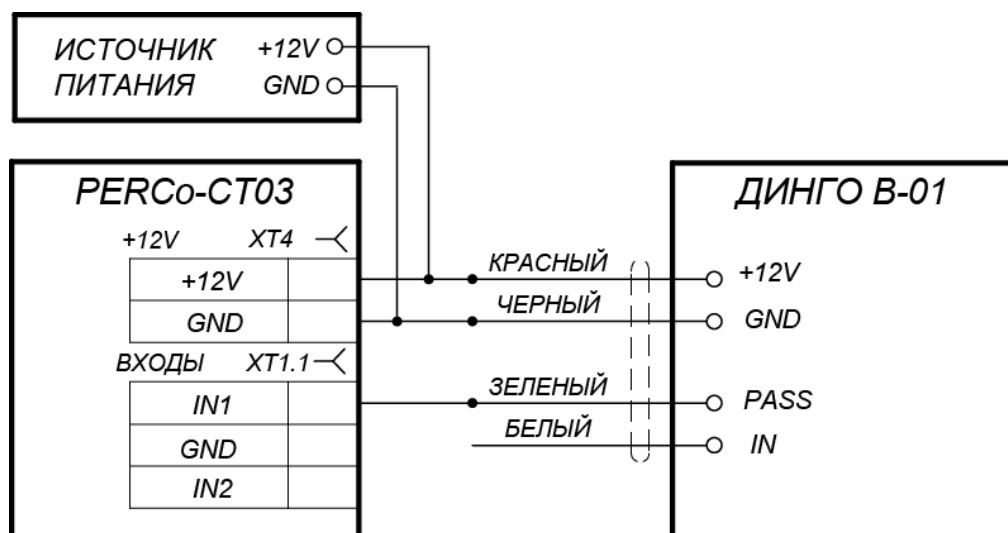 ИСТОЧНИК +12V
ПИТАНИЯ GND
PERCo-CT03
+12V XT4
+12V
GND
ВХОДЫ XT1.1
IN1
GND
IN2
КРАСНЫЙ
ЧЕРНЫЙ
ЗЕЛЕНЫЙ
БЕЛЫЙ
ДИНГО В-01
+12V
GND
PASS
IN